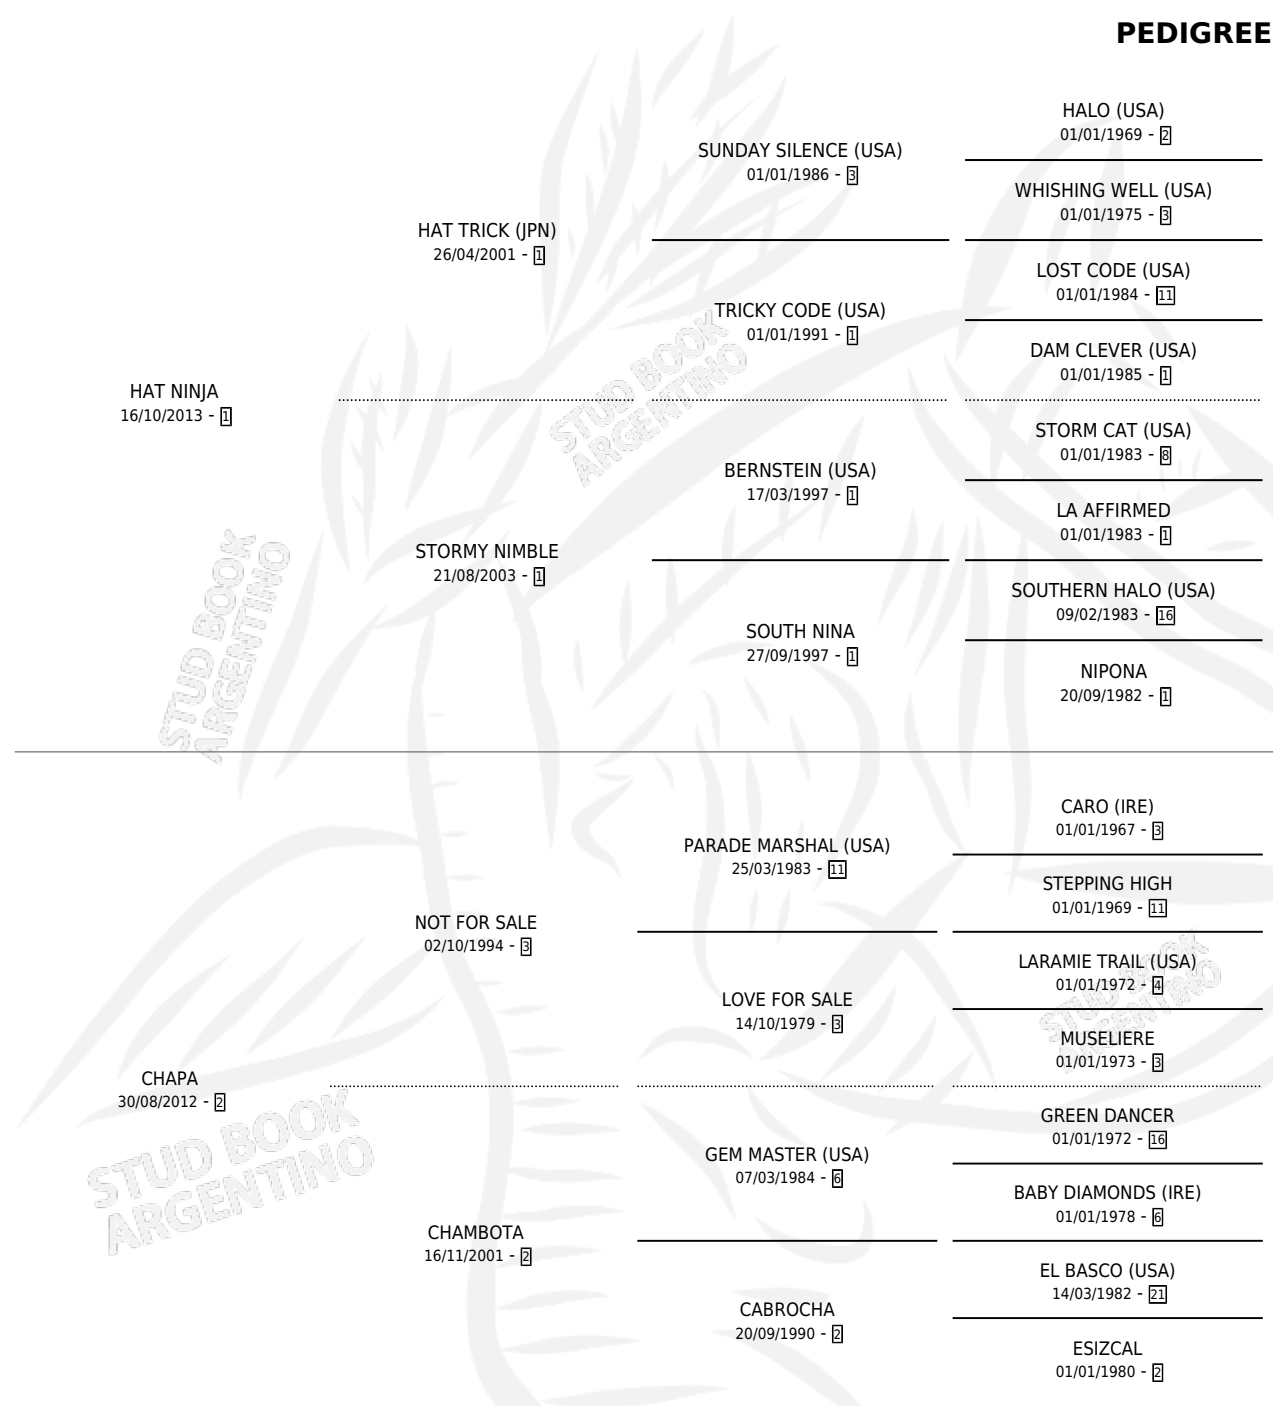 PEDIGREE
HALO (USA)
01/01/1969 - 2
SUNDAY SILENCE (USA)
01/01/1986 - 3
WHISHING WELL (USA)
01/01/1975 - 3
HAT TRICK (JPN)
26/04/2001 - 1
LOST CODE (USA)
01/01/1984 - 11
TRICKY CODE (USA)
01/01/1991 - 1
DAM CLEVER (USA)
01/01/1985 - 1
HAT NINJA
16/10/2013 - 1
STORM CAT (USA)
01/01/1983 - 8
BERNSTEIN (USA)
17/03/1997 - 1
LA AFFIRMED
01/01/1983 - 1
STORMY NIMBLE
21/08/2003 - 1
SOUTHERN HALO (USA)
09/02/1983 - 16
SOUTH NINA
27/09/1997 - 1
NIPONA
20/09/1982 - 1
CARO (IRE)
01/01/1967 - 3
PARADE MARSHAL (USA)
25/03/1983 - 11
STEPPING HIGH
01/01/1969 - 11
NOT FOR SALE
02/10/1994 - 3
LARAMIE TRAIL (USA)
01/01/1972 - 4
LOVE FOR SALE
14/10/1979 - 3
MUSELIERE
01/01/1973 - 3
CHAPA
30/08/2012 - 2
GREEN DANCER
01/01/1972 - 16
GEM MASTER (USA)
07/03/1984 - 6
BABY DIAMONDS (IRE)
01/01/1978 - 6
CHAMBOTA
16/11/2001 - 2
EL BASCO (USA)
14/03/1982 - 21
CABROCHA
20/09/1990 - 2
ESIZCAL
01/01/1980 - 2
STUD BOOK
ARGENTINO
STUD BOOK
ARGENTINO
STUD BOOK
ARGENTINO
STUD BOOK
ARGENTINO